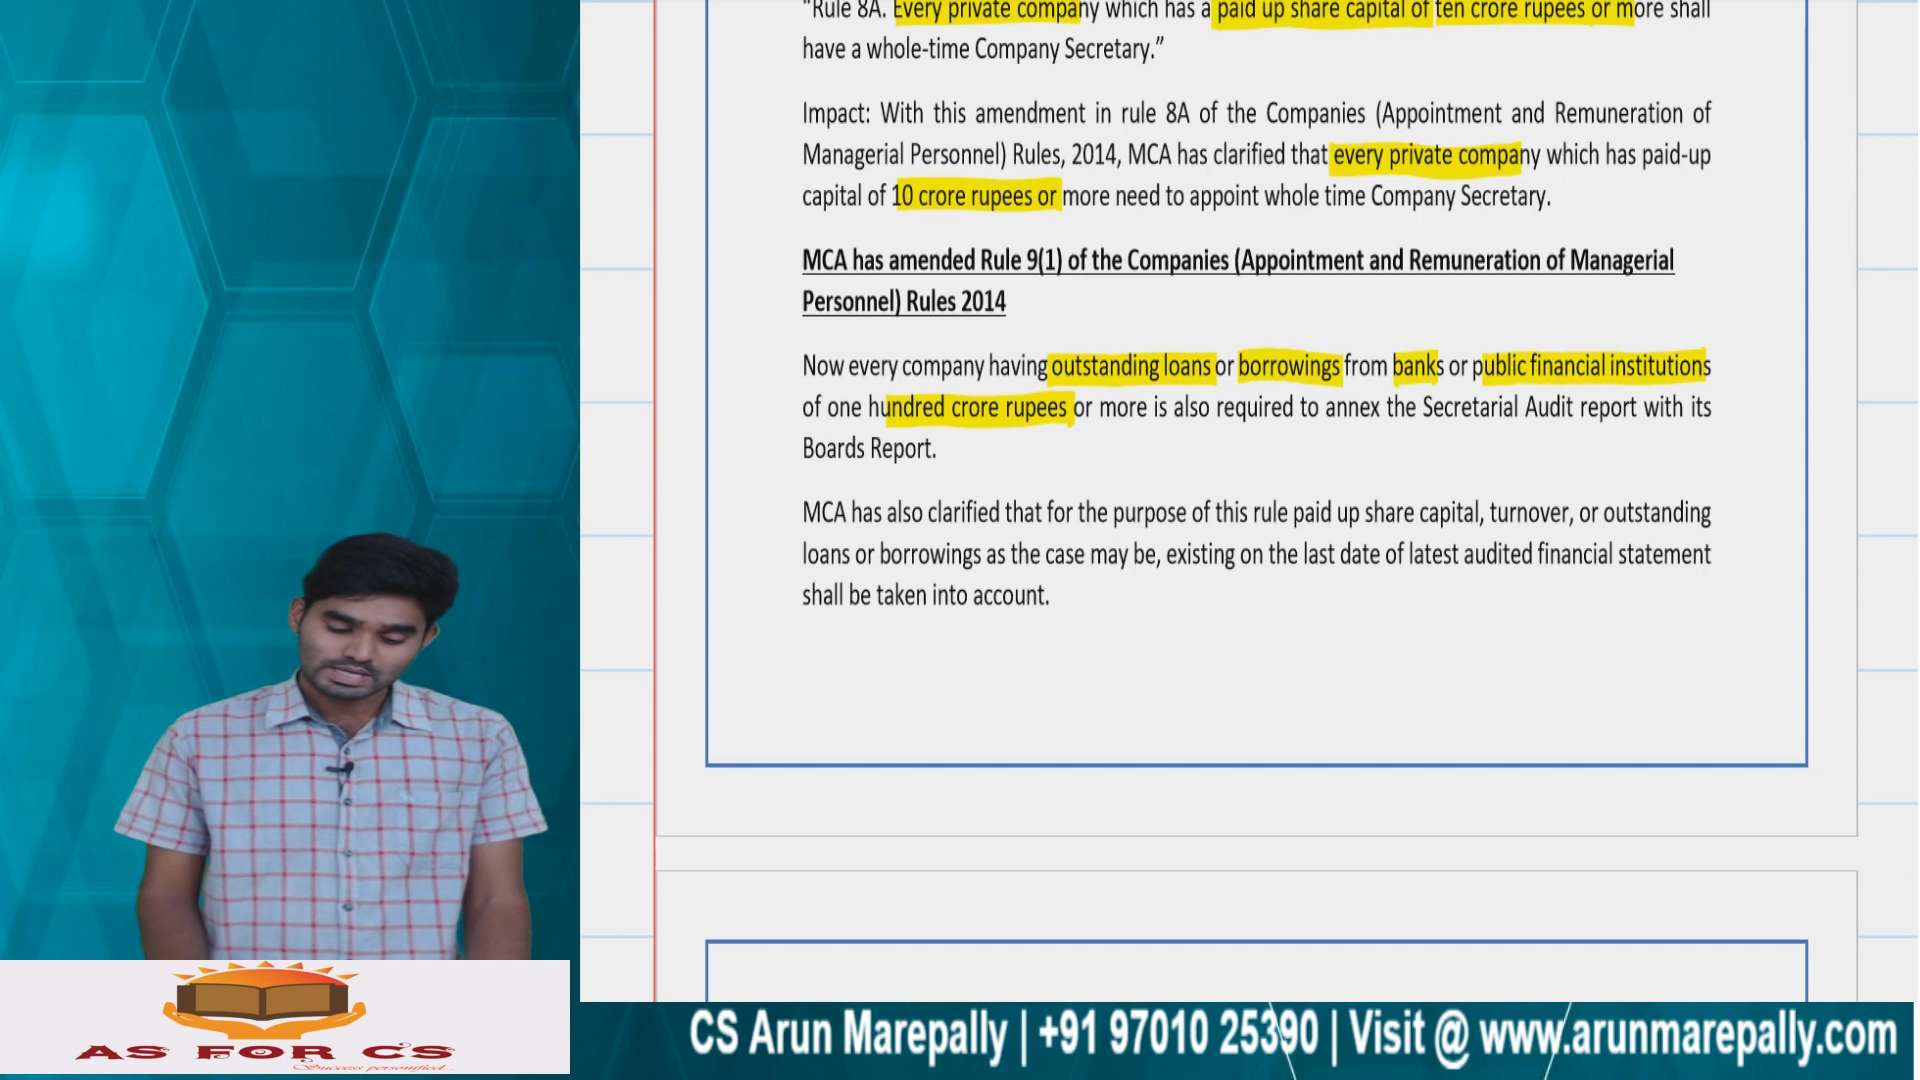 "Rule 8A. Every private company which has a paid up share capital of ten crore rupees or more shall
have a whole-time Company Secretary.”
Impact: With this amendment in rule 8A of the Companies (Appointment and Remuneration of
Managerial Personnel) Rules, 2014, MCA has clarified that every private company which has paid-up
capital of 10 crore rupees or more need to appoint whole time Company Secretary.
MCA has amended Rule 9(1) of the Companies (Appointment and Remuneration of Managerial
Personnel) Rules 2014
Now every company having outstanding loans or borrowings from banks or public financial institutions
of one hundred crore rupees or more is also required to annex the Secretarial Audit report with its
Boards Report.
MCA has also clarified that for the purpose of this rule paid up share capital, turnover, or outstanding
loans or borrowings as the case may be, existing on the last date of latest audited financial statement
shall be taken into account.
AS FOR CS
Success personified...
CS Arun Marepally | +91 97010 25390 | Visit @ www.arunmarepally.com